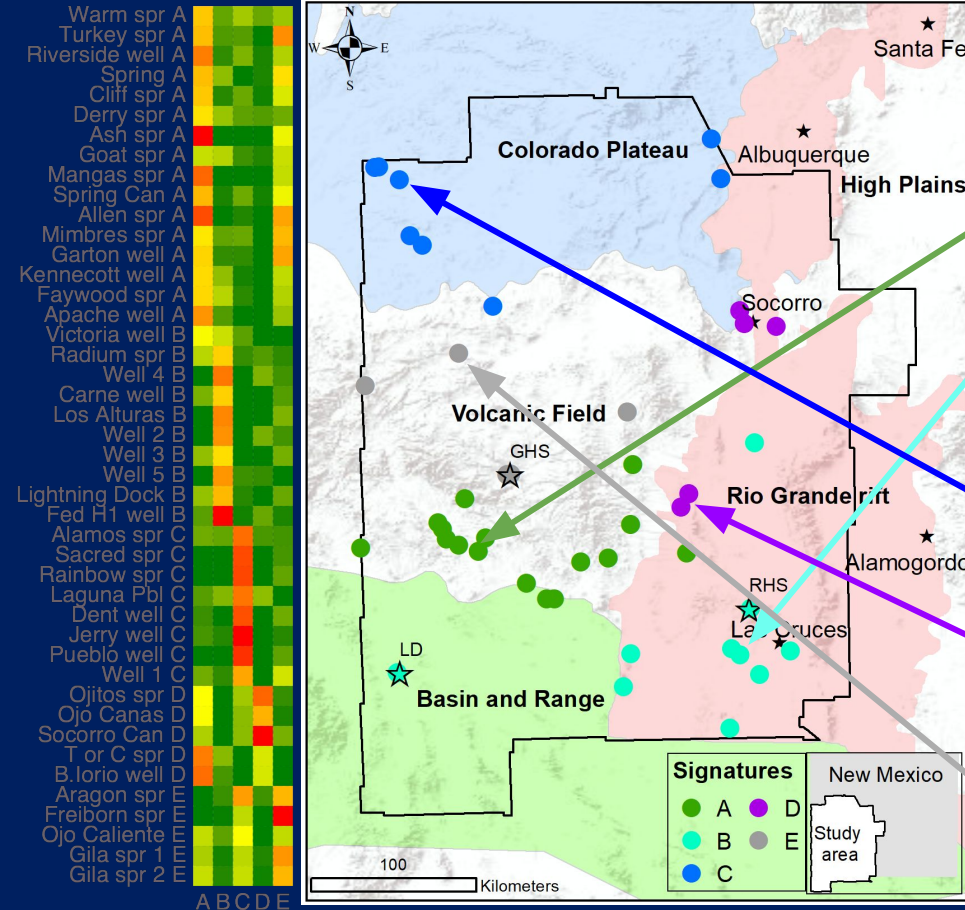 Warm spr A
Turkey spr A
Riverside well A
Spring A
Cliff spr A
Derry spr A
Ash spr A
Goat spr A
Mangas spr A
Spring Can A
Allen spr A
Mimbres spr A
Garton well A
Kennecott well A
Faywood spr A
Apache well A
Victoria well B
Radium spr B
Well 4 B
Carne well B
Los Alturas B
Well 2 B
Well 3 B
Well 5 B
Lightning Dock B
Fed H1 well B
Alamos spr C
Sacred spr C
Rainbow spr C
Laguna Pbl C
Dent well C
Jerry well C
Pueblo well C
Well 1 C
Ojitos spr D
Ojo Canas D
Socorro Can D
T or C spr D
B.Iorio well D
Aragon spr E
Freiborn spr E
Ojo Caliente E
Gila spr 1 E
Gila spr 2 E
A B C D E
N
W E
S
Santa Fe
Colorado Plateau
Albuquerque
High Plains
Socorro
Volcanic Field
GHS
Rio Grande rift
Alamogordo
RHS
Las Cruces
LD
Basin and Range
Signatures
A D
B E
C
New Mexico
Study
area
100
Kilometers